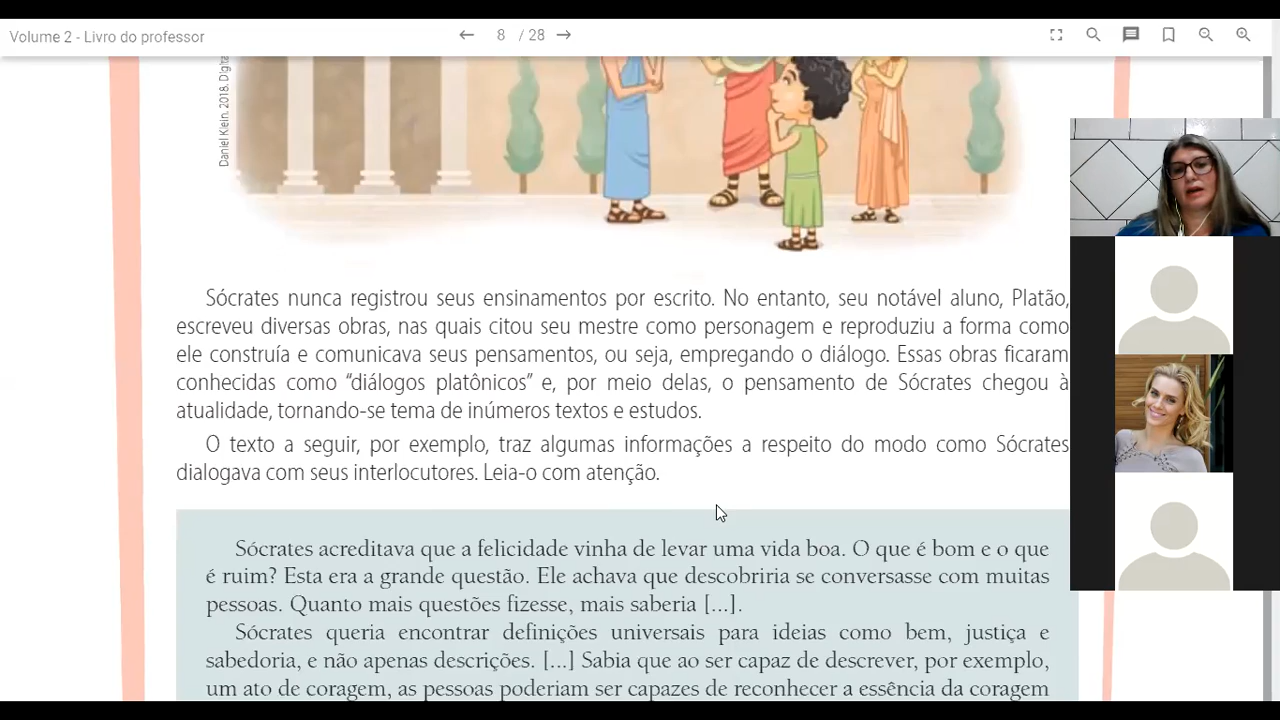 Volume 2 - Livro do professor
8 / 28
Daniel Klein. 2018. Digita
Sócrates nunca registrou seus ensinamentos por escrito. No entanto, seu notável aluno, Platão,
escreveu diversas obras, nas quais citou seu mestre como personagem e reproduziu a forma como
ele construía e comunicava seus pensamentos, ou seja, empregando o diálogo. Essas obras ficaram
conhecidas como “diálogos platônicos” e, por meio delas, o pensamento de Sócrates chegou à
atualidade, tornando-se tema de inúmeros textos e estudos.
O texto a seguir, por exemplo, traz algumas informações a respeito do modo como Sócrates
dialogava com seus interlocutores. Leia-o com atenção.
Sócrates acreditava que a felicidade vinha de levar uma vida boa. O que é bom e o que
é ruim? Esta era a grande questão. Ele achava que descobriria se conversasse com muitas
pessoas. Quanto mais questões fizesse, mais saberia [...].
Sócrates queria encontrar definições universais para ideias como bem, justiça e
sabedoria, e não apenas descrições. [...] Sabia que ao ser capaz de descrever, por exemplo,
um ato de coragem, as pessoas poderiam ser capazes de reconhecer a essência da coragem